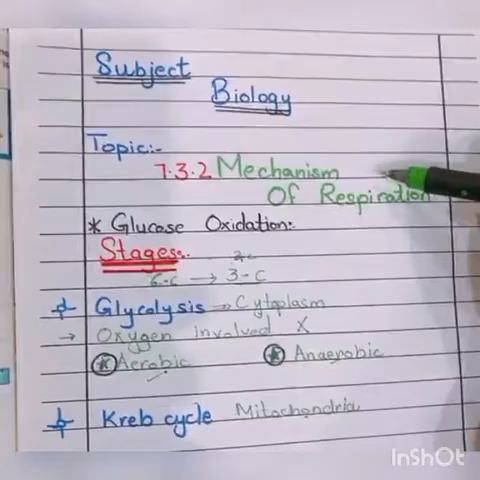 Subject
Biology
Topic:-
7.3.2 Mechanism
Of Respiration
* Glucose Oxidation:-
Stages:-
6-C → 3-C
Glycolysis → Cytoplasm
→ Oxygen involved X
Aerobic Anaerobic
Kreb cycle Mitochondria
InShOt